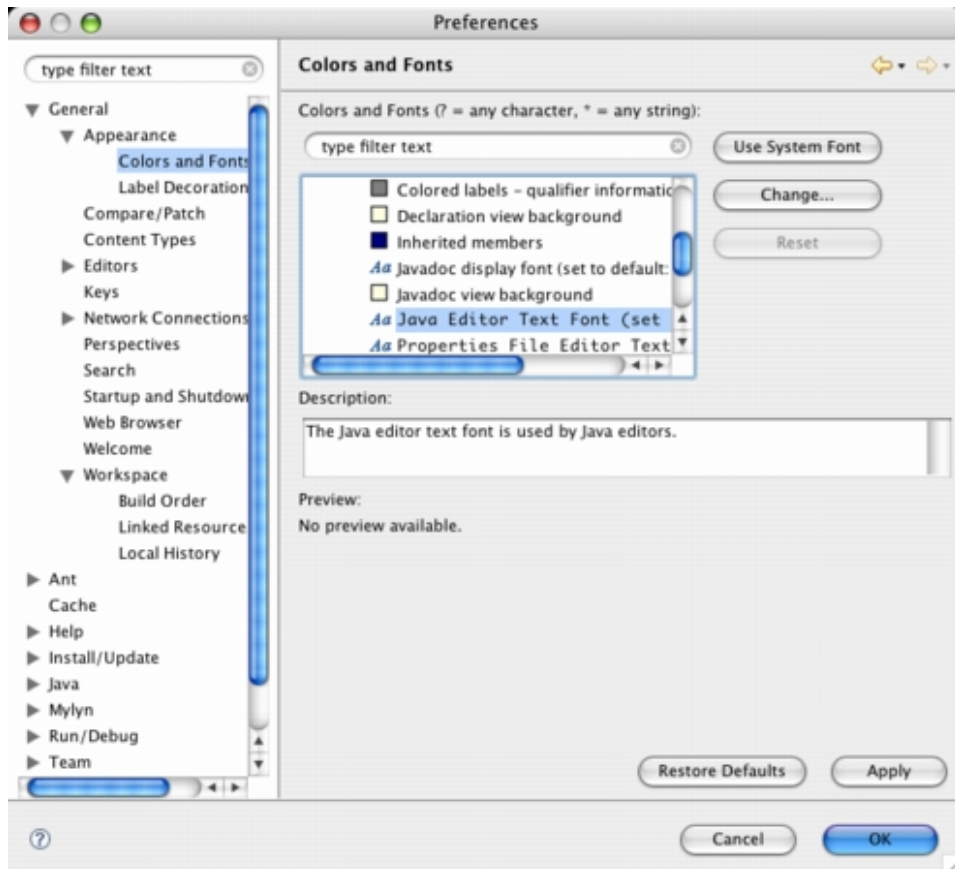 Preferences
type filter text
General
Appearance
Colors and Fonts
Label Decoration
Compare/Patch
Content Types
Editors
Keys
Network Connections
Perspectives
Search
Startup and Shutdow
Web Browser
Welcome
Workspace
Build Order
Linked Resource
Local History
Ant
Cache
Help
Install/Update
Java
Mylyn
Run/Debug
Team
Colors and Fonts
Colors and Fonts (? = any character, * = any string):
type filter text
Use System Font
Colored labels - qualifier informatic
Declaration view background
Inherited members
Aa Javadoc display font (set to default:
Javadoc view background
Aa Java Editor Text Font (set
Aa Properties File Editor Text
Change...
Reset
Description:
The Java editor text font is used by Java editors.
Preview:
No preview available.
Restore Defaults
Apply
?
Cancel
OK